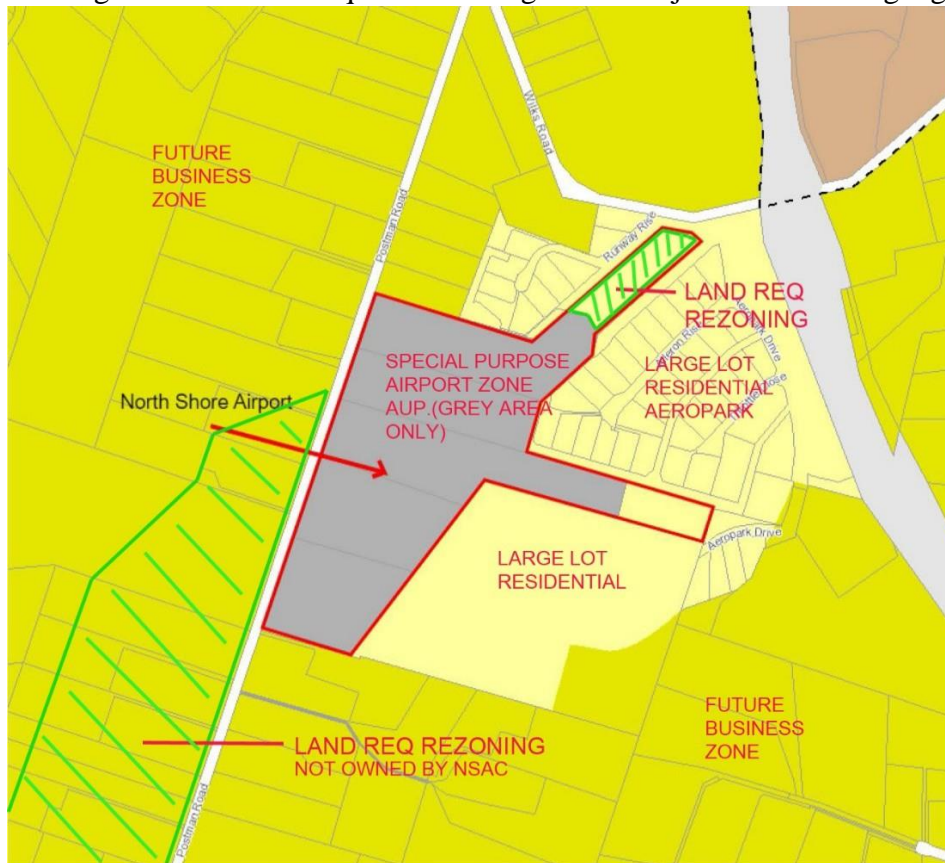 FUTURE
BUSINESS
ZONE
Wilks Road
Postman Road
Runway Rise
LAND REQ
REZONING
SPECIAL PURPOSE
AIRPORT ZONE
AUP.(GREY AREA
ONLY)
LARGE LOT
RESIDENTIAL
AEROPARK
Aeropark Drive
North Shore Airport
LARGE LOT
RESIDENTIAL
Aeropark Drive
FUTURE
BUSINESS
ZONE
LAND REQ REZONING
NOT OWNED BY NSAC
Postman Road